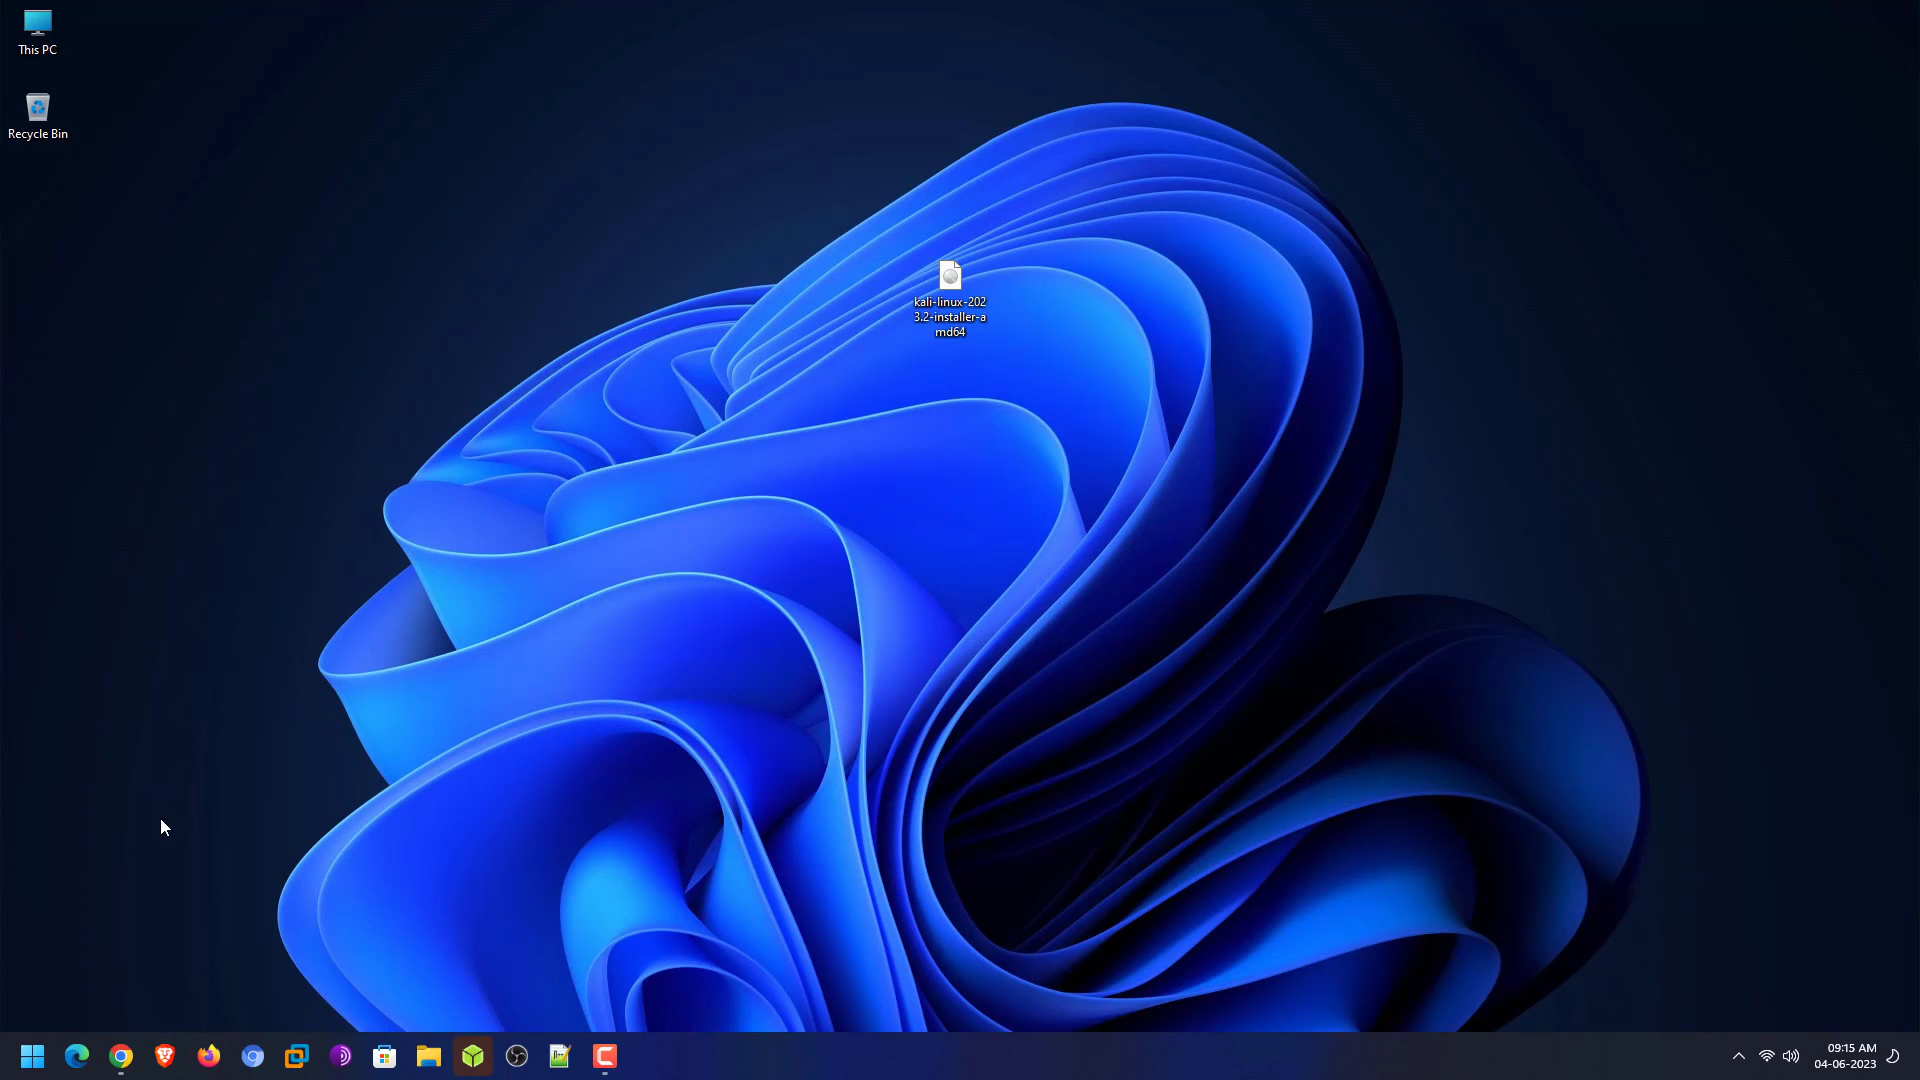 This PC
Recycle Bin
kali-linux-202
3.2-installer-a
md64
09:15 AM
04-06-2023